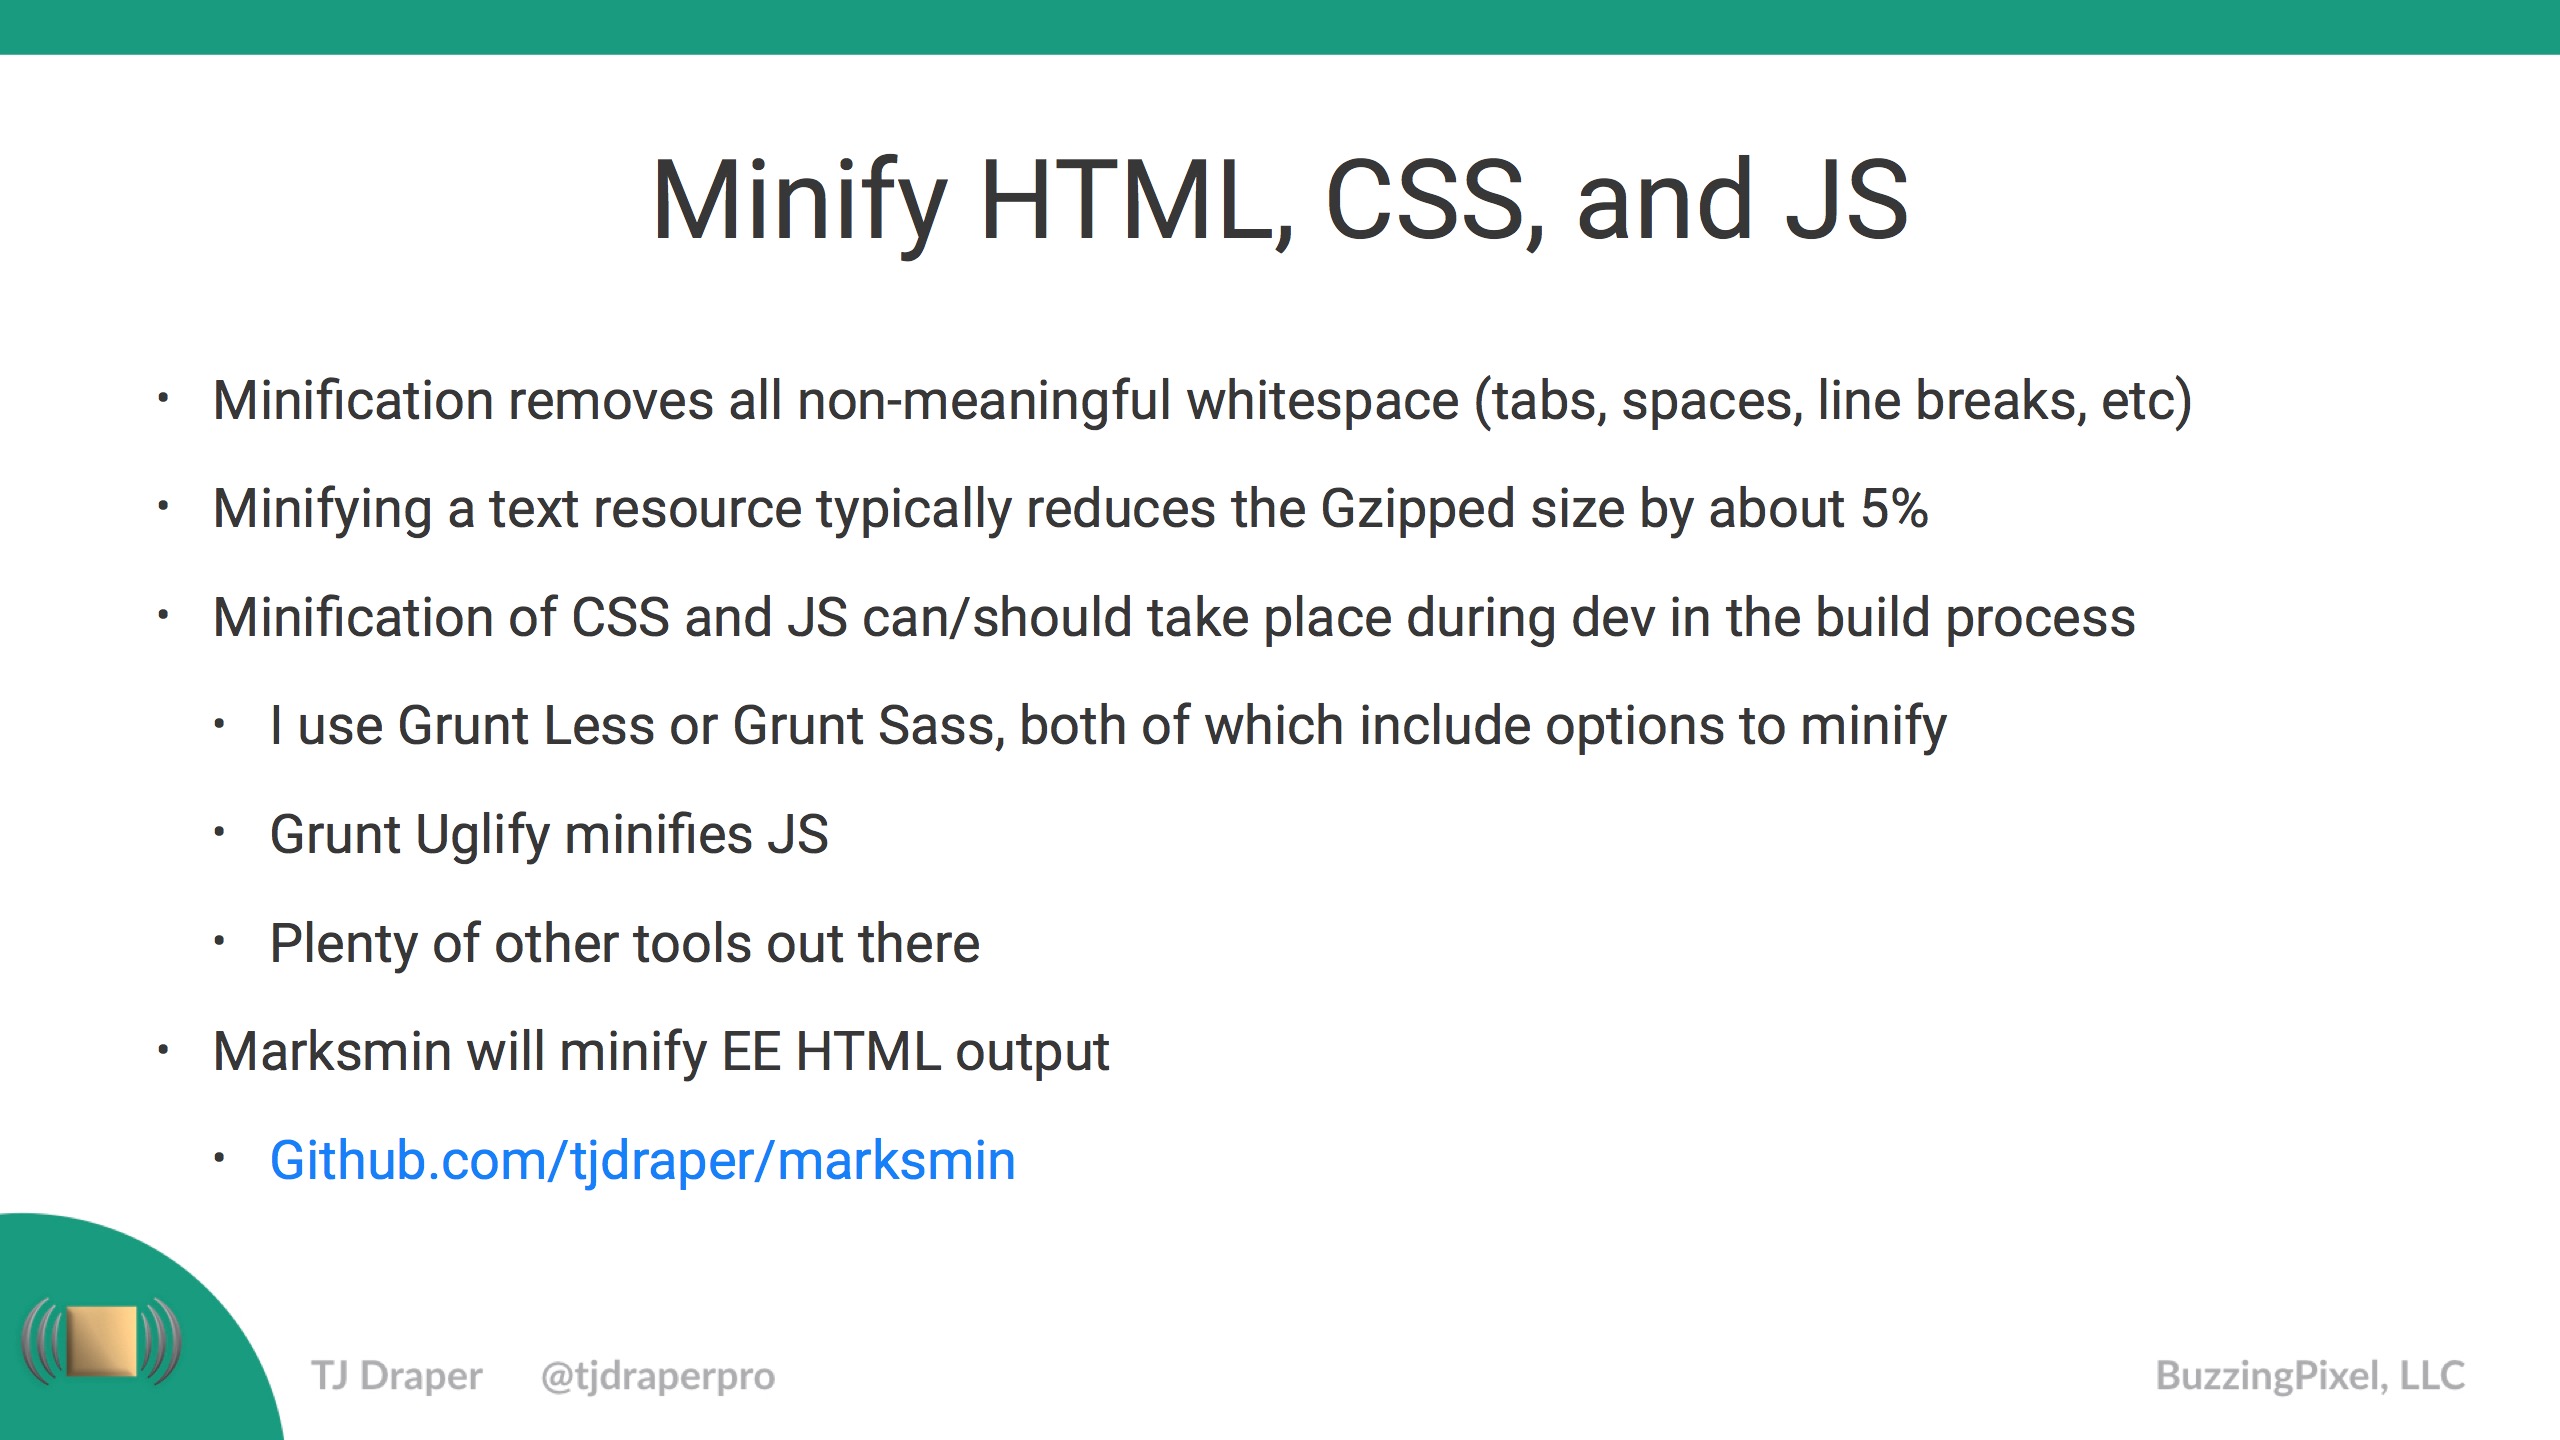 Minify HTML, CSS, and JS
• Minification removes all non-meaningful whitespace (tabs, spaces, line breaks, etc)
• Minifying a text resource typically reduces the Gzipped size by about 5%
• Minification of CSS and JS can/should take place during dev in the build process
• I use Grunt Less or Grunt Sass, both of which include options to minify
• Grunt Uglify minifies JS
• Plenty of other tools out there
• Marksmin will minify EE HTML output
• Github.com/tjdraper/marksmin
TJ Draper @tjdraperpro BuzzingPixel, LLC